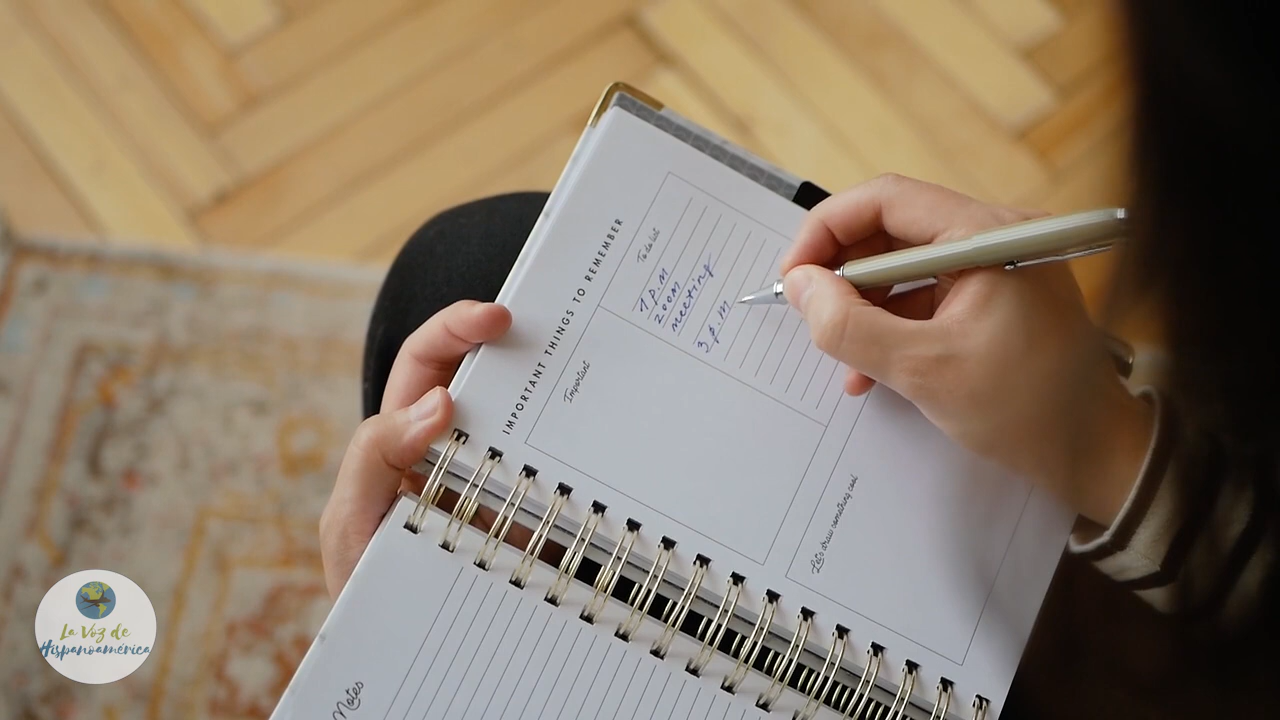 IMPORTANT THINGS TO REMEMBER
To do list
1 p.m
zoom
meeting
3 p.m
Important
Let's draw something cool
Notes
La Voz de
Hispanoamérica